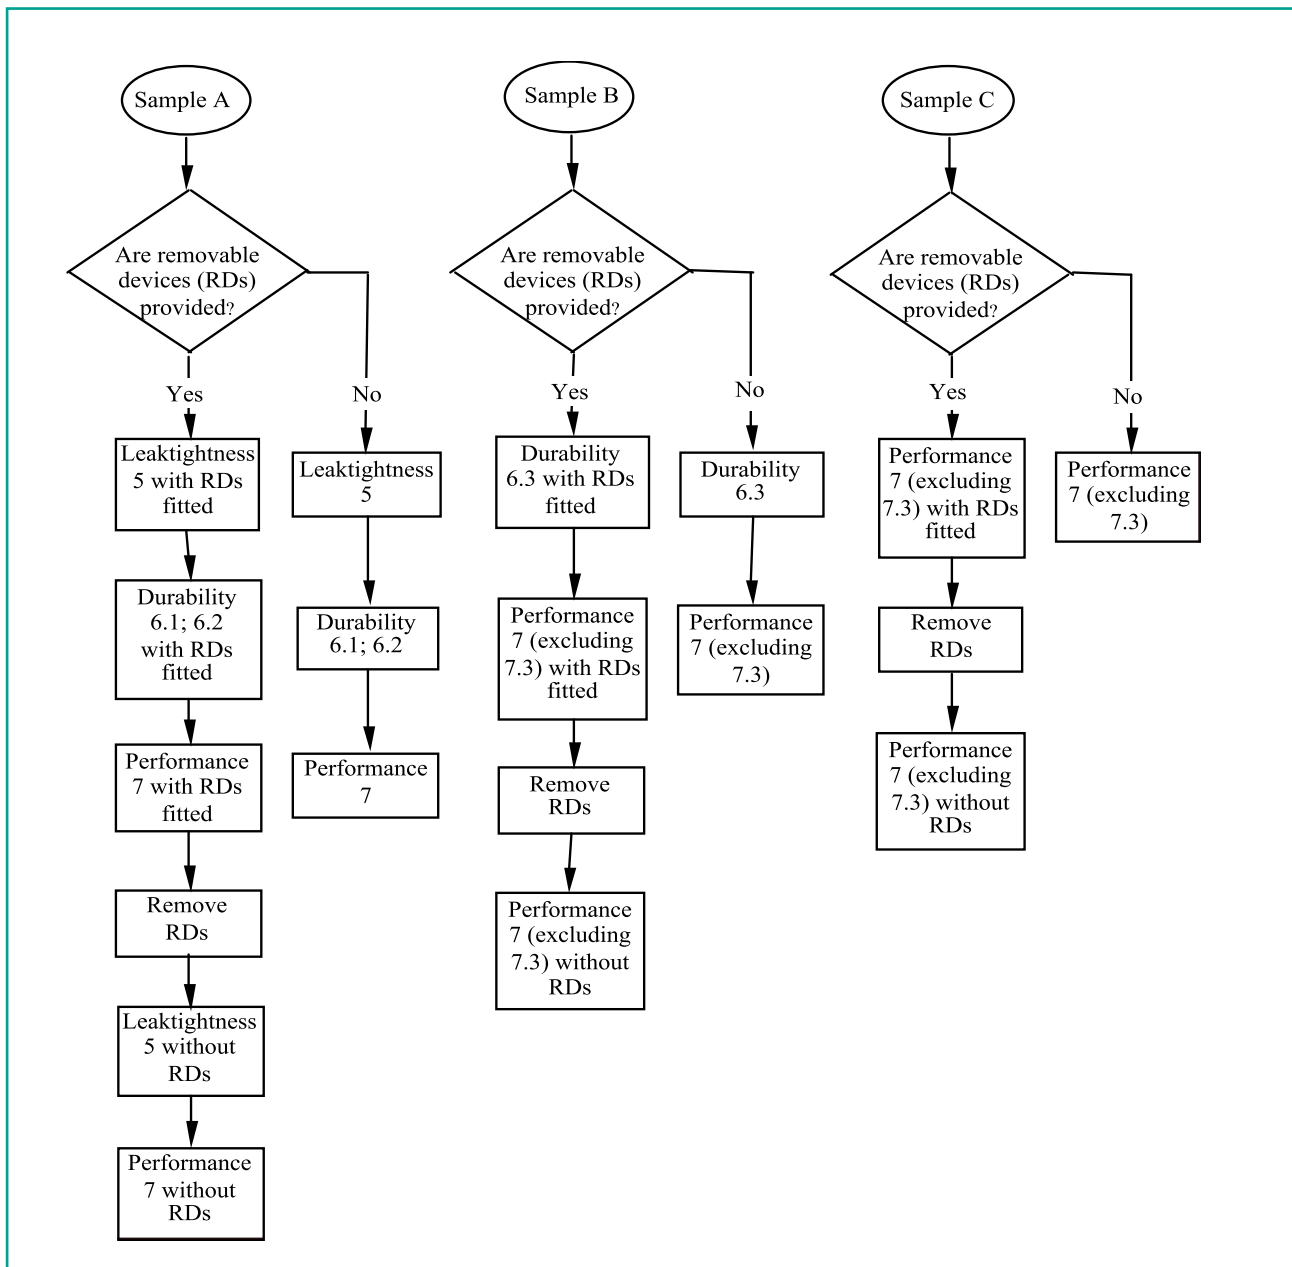 Sample A
Are removable
devices (RDs)
provided?
Yes
No
Leaktightness
5 with RDs
fitted
Durability
6.1; 6.2
with RDs
fitted
Performance
7 with RDs
fitted
Remove
RDs
Leaktightness
5 without
RDs
Performance
7 without
RDs
Leaktightness
5
Durability
6.1; 6.2
Performance
7
Sample B
Are removable
devices (RDs)
provided?
Yes
No
Durability
6.3 with RDs
fitted
Performance
7 (excluding
7.3) with RDs
fitted
Remove
RDs
Performance
7 (excluding
7.3) without
RDs
Durability
6.3
Performance
7 (excluding
7.3)
Sample C
Are removable
devices (RDs)
provided?
Yes
No
Performance
7 (excluding
7.3) with RDs
fitted
Remove
RDs
Performance
7 (excluding
7.3) without
RDs
Performance
7 (excluding
7.3)